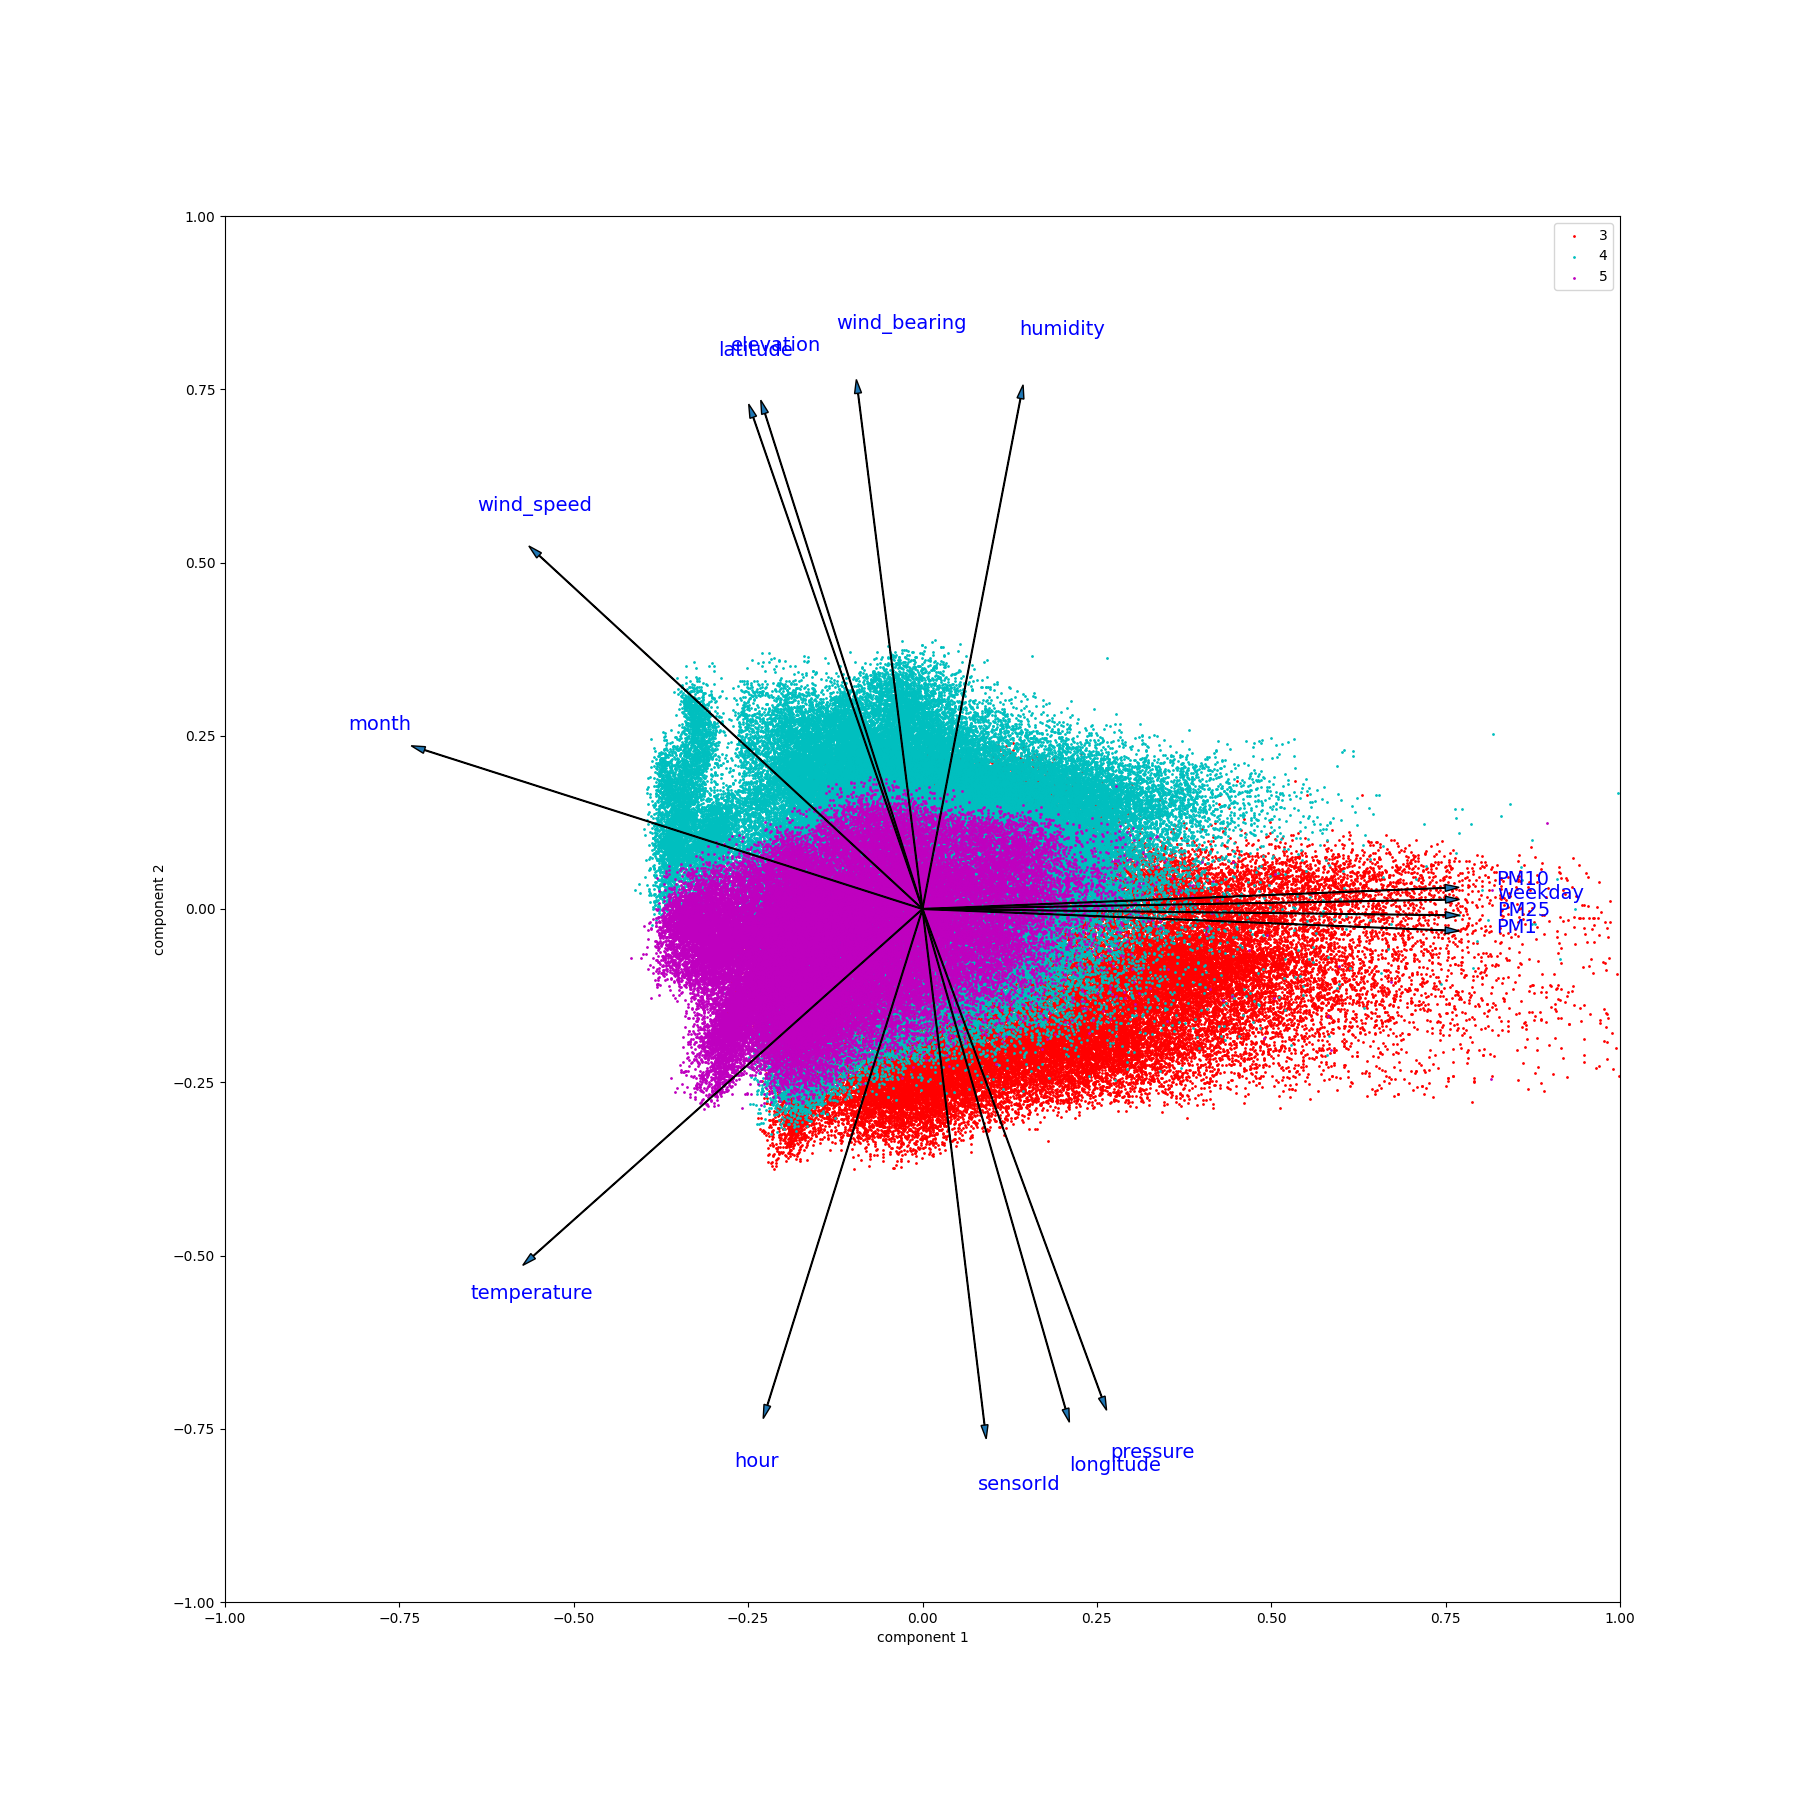 1.00
0.75
0.50
0.25
0.00
−0.25
−0.50
−0.75
−1.00
component 2
3
4
5
wind_bearing
humidity
elevation
latitude
wind_speed
month
PM10
weekday
PM25
PM1
temperature
hour
pressure
longitude
sensorId
−1.00 −0.75 −0.50 −0.25 0.00 0.25 0.50 0.75 1.00
component 1